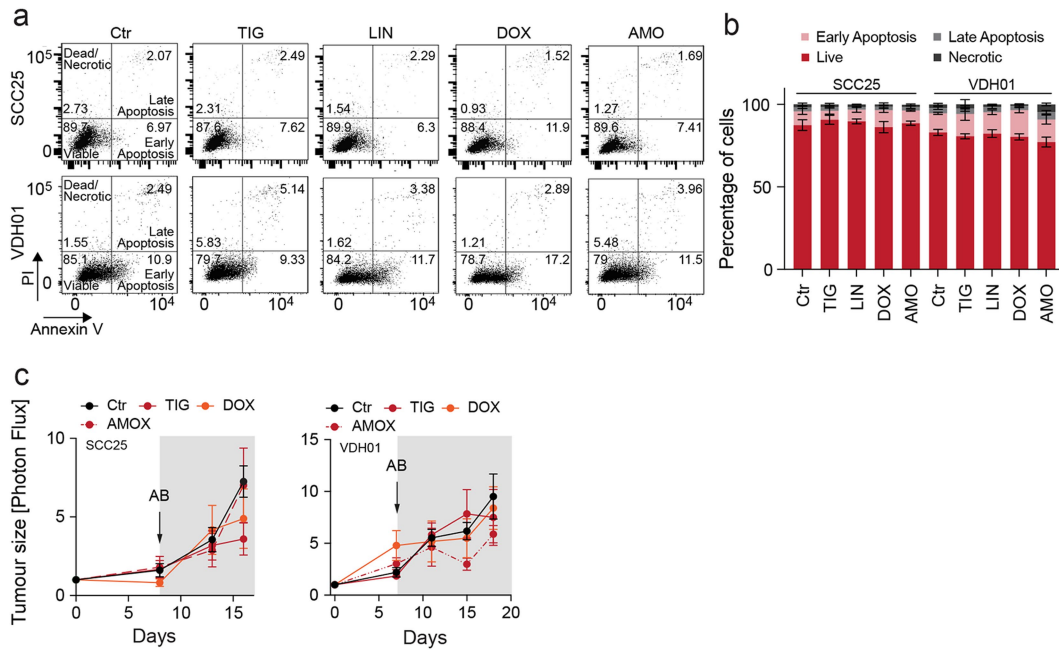 a
Ctr TIG LIN DOX AMO
SCC25
10⁵
0
Dead/
Necrotic
2.07
2.73
Late
Apoptosis
89.7
6.97
Viable
Early
Apoptosis
2.49
2.31
87.6
7.62
2.29
1.54
89.9
6.3
1.52
0.93
88.4
11.9
1.69
1.27
89.6
7.41
VDH01
10⁵
0
Dead/
Necrotic
2.49
1.55
Late
Apoptosis
85.1
10.9
Viable
Early
Apoptosis
5.14
5.83
79.7
9.33
3.38
1.62
84.2
11.7
2.89
1.21
78.7
17.2
3.96
5.48
79
11.5
0 10⁴ 0 10⁴ 0 10⁴ 0 10⁴ 0 10⁴
PI
Annexin V
b
Early Apoptosis Late Apoptosis
Live Necrotic
SCC25 VDH01
Percentage of cells
100
50
0
Ctr TIG LIN DOX AMO Ctr TIG LIN DOX AMO
c
Tumour size [Photon Flux]
Ctr TIG DOX
AMOX
SCC25
AB
10
5
0
0 5 10 15
Days
Ctr TIG DOX
AMOX
VDH01
AB
15
10
5
0
0 5 10 15 20
Days